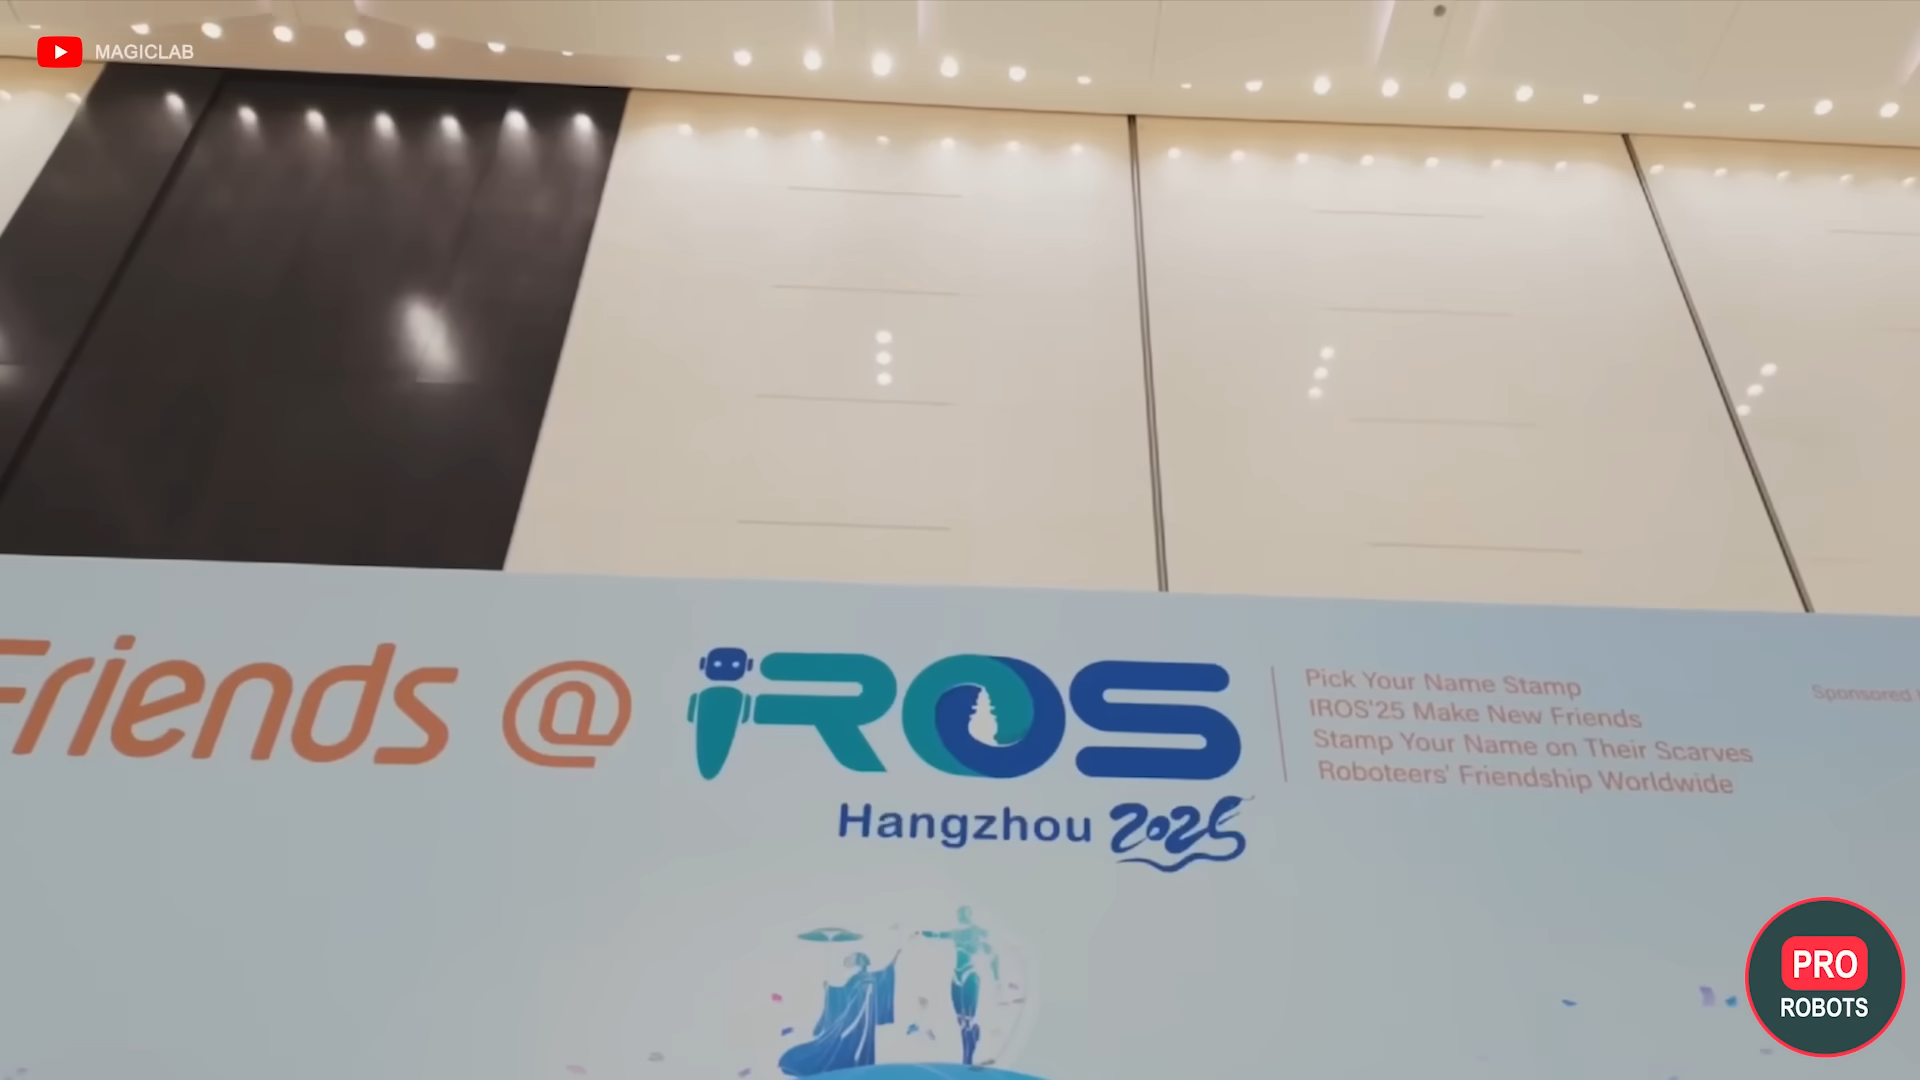 MAGICLAB
Friends @ iROS
Hangzhou 2025
Pick Your Name Stamp
IROS'25 Make New Friends
Stamp Your Name on Their Scarves
Roboteers' Friendship Worldwide
Sponsored
PRO
ROBOTS